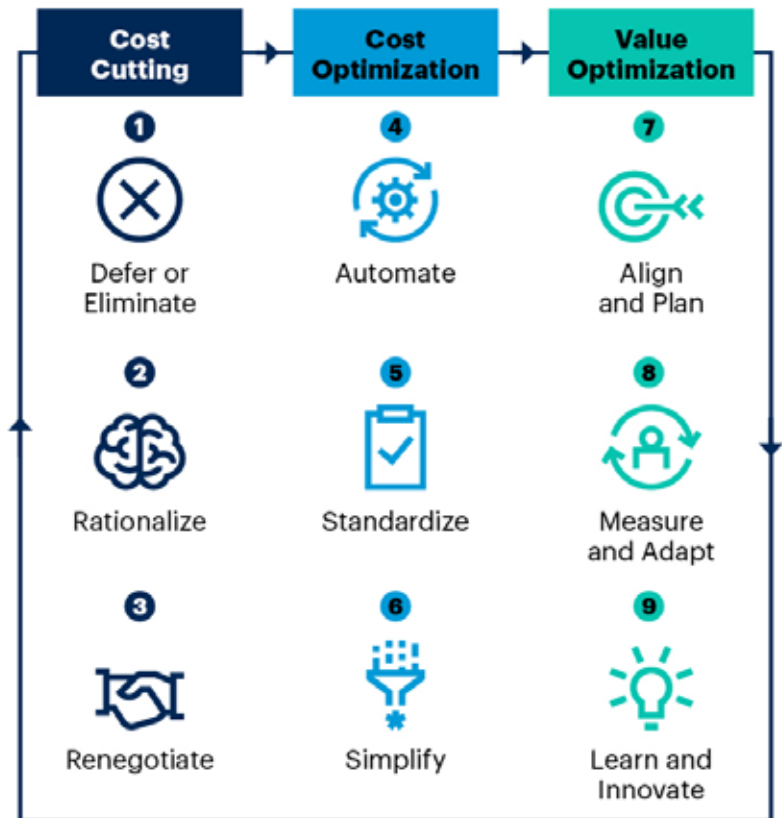 Cost
Cutting
Cost
Optimization
Value
Optimization
1
Defer or
Eliminate
4
Automate
7
Align
and Plan
2
Rationalize
5
Standardize
8
Measure
and Adapt
3
Renegotiate
6
Simplify
9
Learn and
Innovate